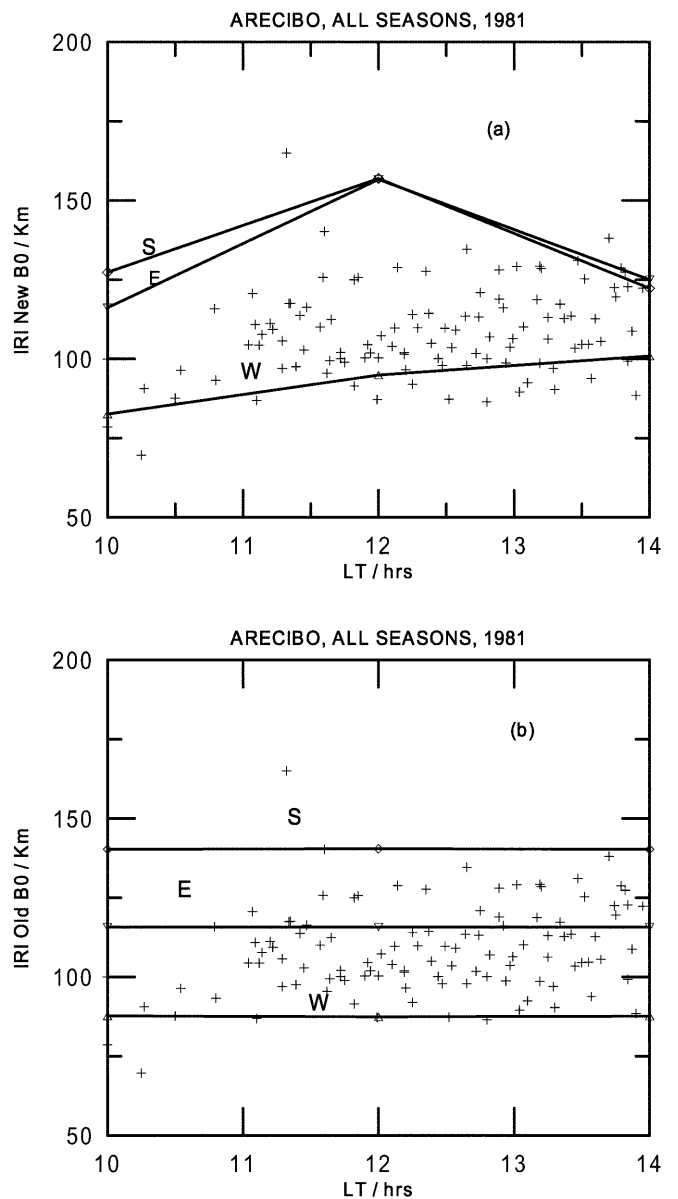 ARECIBO, ALL SEASONS, 1981
200
(a)
150
S
E
IRI New B0 / Km
100
W
50
10 11 12 13 14
LT / hrs
ARECIBO, ALL SEASONS, 1981
200
(b)
150
S
E
IRI Old B0 / Km
100
W
50
10 11 12 13 14
LT / hrs